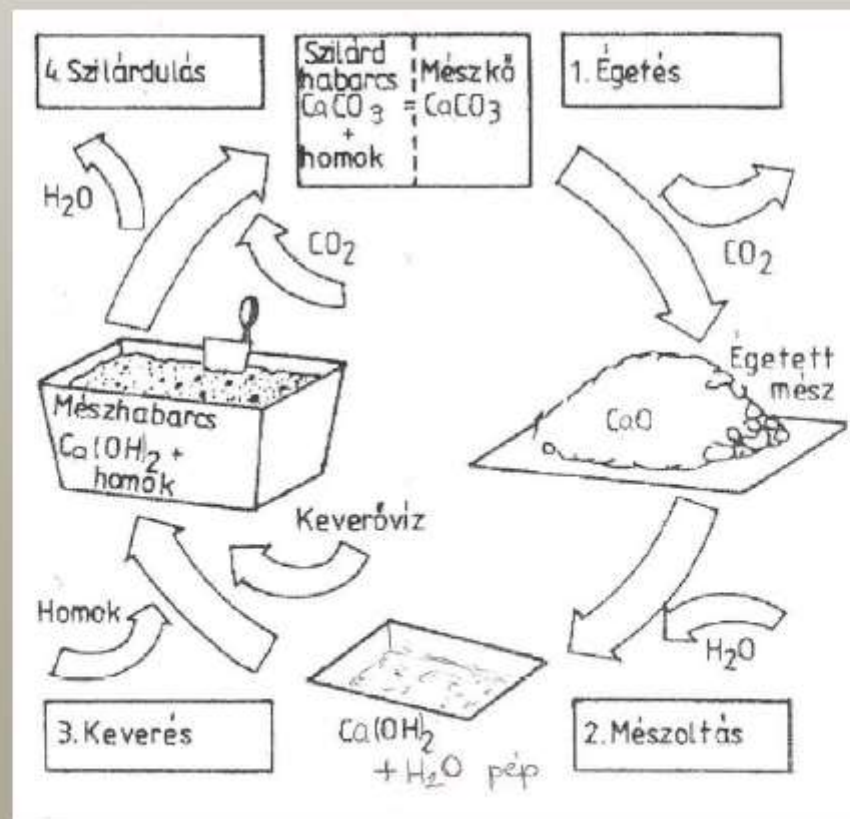 4. Szilárdulás
Szilárd
habarcs
CaCO₃
+
homok
=
Mészkő
CaCO₃
1. Égetés
H₂O
CO₂
CO₂
Égetett
mész
CaO
Mészhabarcs
Ca(OH)₂ +
homok
Keverővíz
Homok
H₂O
3. Keverés
Ca(OH)₂
+ H₂O pép
2. Mészoltás